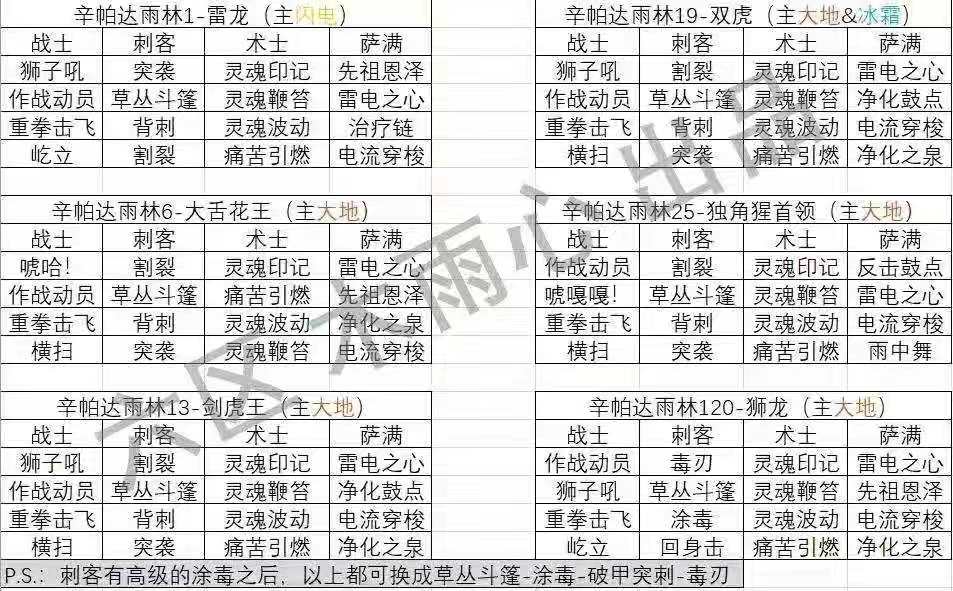 辛帕达雨林1-雷龙（主闪电）
战士 刺客 术士 萨满
狮子吼 突袭 灵魂印记 先祖恩泽
作战动员 草丛斗篷 灵魂鞭笞 雷电之心
重拳击飞 背刺 灵魂波动 治疗链
屹立 割裂 痛苦引燃 电流穿梭
辛帕达雨林19-双虎（主大地&冰霜）
战士 刺客 术士 萨满
狮子吼 割裂 灵魂印记 雷电之心
作战动员 草丛斗篷 灵魂鞭笞 净化鼓点
重拳击飞 背刺 灵魂波动 电流穿梭
横扫 突袭 痛苦引燃 净化之泉
辛帕达雨林6-大舌花王（主大地）
战士 刺客 术士 萨满
唬哈! 割裂 灵魂印记 雷电之心
作战动员 草丛斗篷 痛苦引燃 先祖恩泽
重拳击飞 背刺 灵魂波动 净化之泉
横扫 突袭 灵魂鞭笞 电流穿梭
辛帕达雨林25-独角猩首领（主大地）
战士 刺客 术士 萨满
作战动员 割裂 灵魂印记 反击鼓点
唬嘎嘎! 草丛斗篷 灵魂鞭笞 雷电之心
重拳击飞 背刺 灵魂波动 电流穿梭
横扫 突袭 痛苦引燃 雨中舞
辛帕达雨林13-剑虎王（主大地）
战士 刺客 术士 萨满
狮子吼 割裂 灵魂印记 雷电之心
作战动员 草丛斗篷 灵魂鞭笞 净化鼓点
重拳击飞 背刺 灵魂波动 电流穿梭
横扫 突袭 痛苦引燃 净化之泉
辛帕达雨林120-狮龙（主大地）
战士 刺客 术士 萨满
作战动员 毒刃 灵魂印记 雷电之心
狮子吼 草丛斗篷 灵魂鞭笞 先祖恩泽
重拳击飞 涂毒 灵魂波动 电流穿梭
屹立 回身击 痛苦引燃 净化之泉
P.S.：刺客有高级的涂毒之后，以上都可换成草丛斗篷-涂毒-破甲突刺-毒刃
六区 木雨心 出品